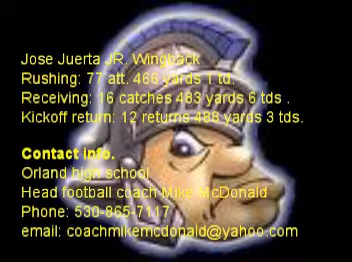 Jose Juerta JR. Wingback
Rushing: 77 att. 466 yards 1 td.
Receiving: 16 catches 483 yards 6 tds .
Kickoff return: 12 returns 488 yards 3 tds.
Contact info.
Orland high school
Head football coach Mike McDonald
Phone: 530-865-7117
email: coachmikemcdonald@yahoo.com